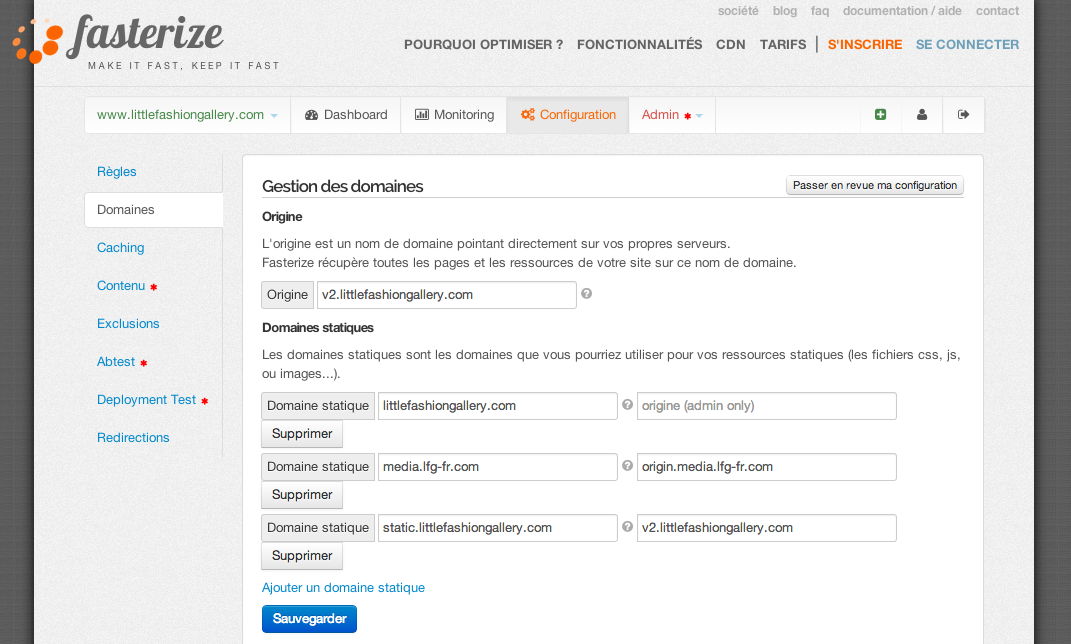 société blog faq documentation / aide contact
fasterize
MAKE IT FAST, KEEP IT FAST
POURQUOI OPTIMISER ? FONCTIONNALITÉS CDN TARIFS | S'INSCRIRE SE CONNECTER
www.littlefashiongallery.com Dashboard Monitoring Configuration Admin *
Règles
Domaines
Caching
Contenu *
Exclusions
Abtest *
Deployment Test *
Redirections
Gestion des domaines Passer en revue ma configuration
Origine
L'origine est un nom de domaine pointant directement sur vos propres serveurs.
Fasterize récupère toutes les pages et les ressources de votre site sur ce nom de domaine.
Origine v2.littlefashiongallery.com ?
Domaines statiques
Les domaines statiques sont les domaines que vous pourriez utiliser pour vos ressources statiques (les fichiers css, js,
ou images...).
Domaine statique littlefashiongallery.com ? origine (admin only)
Supprimer
Domaine statique media.lfg-fr.com ? origin.media.lfg-fr.com
Supprimer
Domaine statique static.littlefashiongallery.com ? v2.littlefashiongallery.com
Supprimer
Ajouter un domaine statique
Sauvegarder